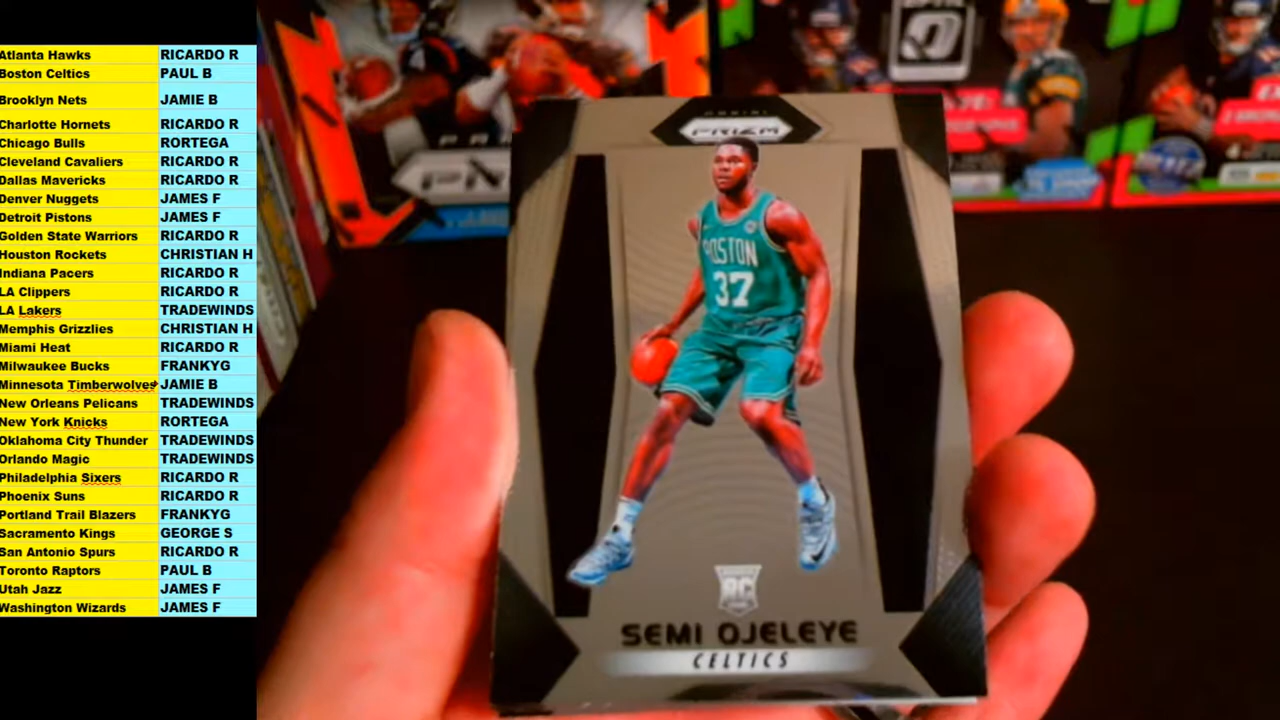 Atlanta Hawks RICARDO R
Boston Celtics PAUL B
Brooklyn Nets JAMIE B
Charlotte Hornets RICARDO R
Chicago Bulls RORTEGA
Cleveland Cavaliers RICARDO R
Dallas Mavericks RICARDO R
Denver Nuggets JAMES F
Detroit Pistons JAMES F
Golden State Warriors RICARDO R
Houston Rockets CHRISTIAN H
Indiana Pacers RICARDO R
LA Clippers RICARDO R
LA Lakers TRADEWINDS
Memphis Grizzlies CHRISTIAN H
Miami Heat RICARDO R
Milwaukee Bucks FRANKYG
Minnesota Timberwolves JAMIE B
New Orleans Pelicans TRADEWINDS
New York Knicks RORTEGA
Oklahoma City Thunder TRADEWINDS
Orlando Magic TRADEWINDS
Philadelphia Sixers RICARDO R
Phoenix Suns RICARDO R
Portland Trail Blazers FRANKYG
Sacramento Kings GEORGE S
San Antonio Spurs RICARDO R
Toronto Raptors PAUL B
Utah Jazz JAMES F
Washington Wizards JAMES F
PANINI
PRIZM
BOSTON
37
RC
SEMI OJELEYE
CELTICS